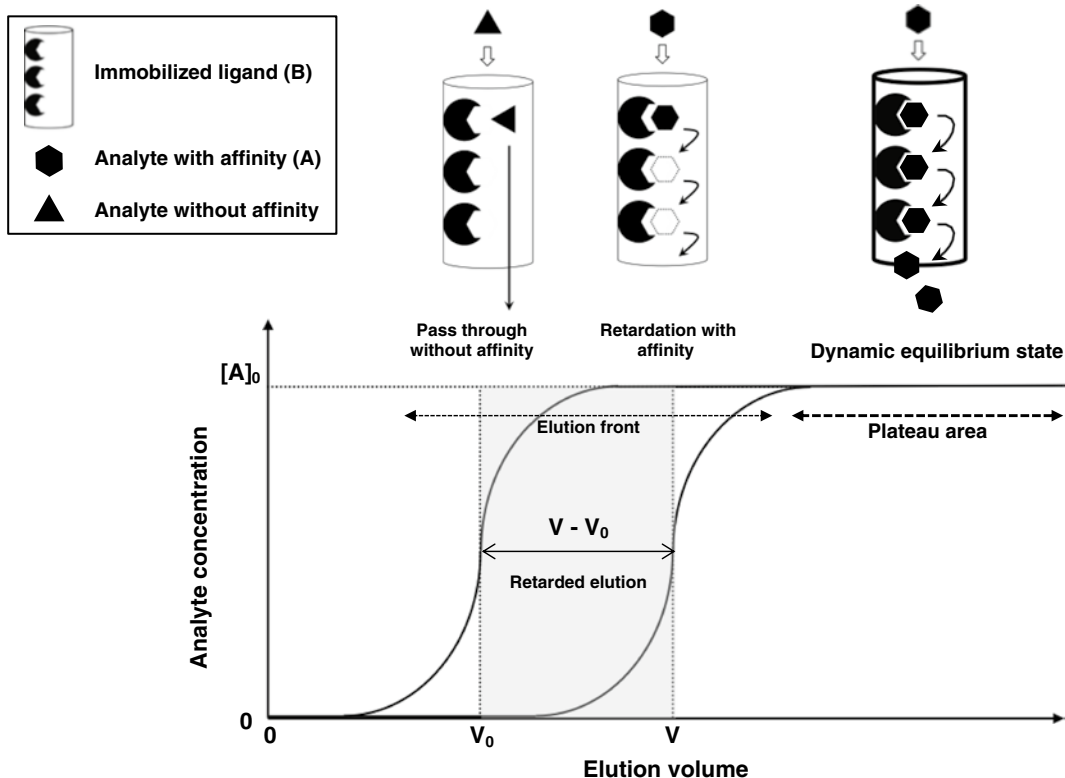 Immobilized ligand (B)
Analyte with affinity (A)
Analyte without affinity
Pass through
without affinity
Retardation with
affinity
Dynamic equilibrium state
[A]₀
Elution front
Plateau area
V - V₀
Retarded elution
Analyte concentration
0
0
V₀
V
Elution volume